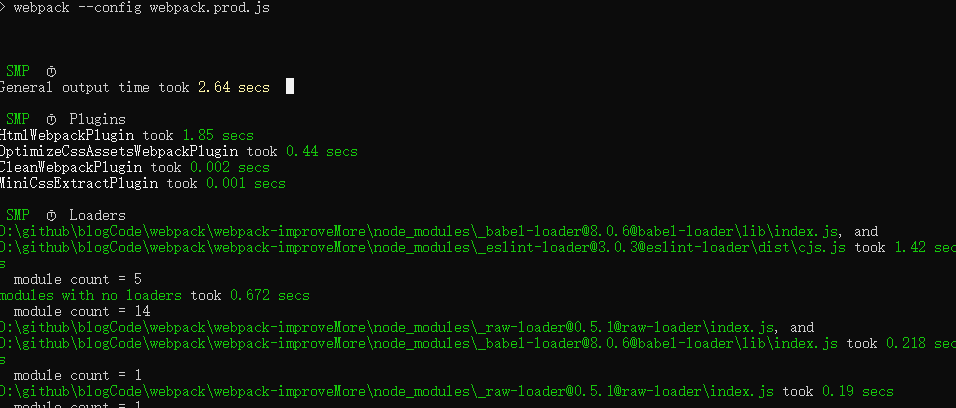 > webpack --config webpack.prod.js
SMP ⏱
General output time took 2.64 secs
SMP ⏱ Plugins
HtmlWebpackPlugin took 1.85 secs
OptimizeCssAssetsWebpackPlugin took 0.44 secs
CleanWebpackPlugin took 0.002 secs
MiniCssExtractPlugin took 0.001 secs
SMP ⏱ Loaders
D:\github\blogCode\webpack\webpack-improveMore\node_modules\_babel-loader@8.0.6@babel-loader\lib\index.js, and
D:\github\blogCode\webpack\webpack-improveMore\node_modules\_eslint-loader@3.0.3@eslint-loader\dist\cjs.js took 1.42 sec
s
module count = 5
modules with no loaders took 0.672 secs
module count = 14
D:\github\blogCode\webpack\webpack-improveMore\node_modules\_raw-loader@0.5.1@raw-loader\index.js, and
D:\github\blogCode\webpack\webpack-improveMore\node_modules\_babel-loader@8.0.6@babel-loader\lib\index.js took 0.218 sec
s
module count = 1
D:\github\blogCode\webpack\webpack-improveMore\node_modules\_raw-loader@0.5.1@raw-loader\index.js took 0.19 secs
module count = 1